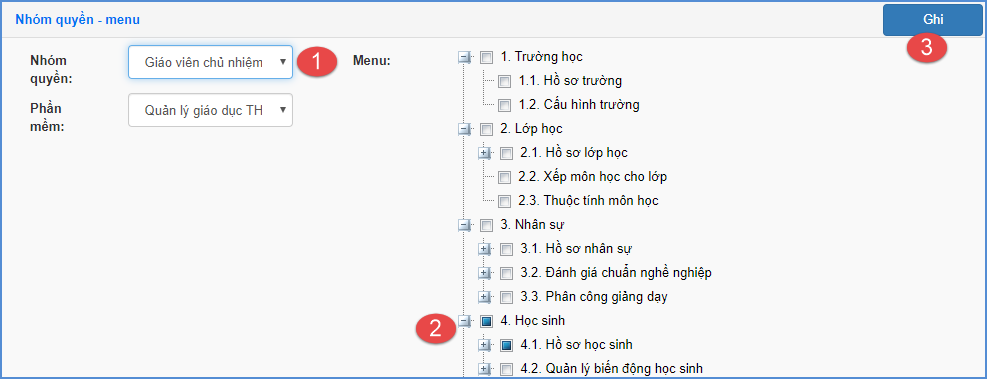 Nhóm quyền - menu
Ghi
3
Nhóm quyền:
Giáo viên chủ nhiệm
1
Phần mềm:
Quản lý giáo dục TH
Menu:
1. Trường học
1.1. Hồ sơ trường
1.2. Cấu hình trường
2. Lớp học
2.1. Hồ sơ lớp học
2.2. Xếp môn học cho lớp
2.3. Thuộc tính môn học
3. Nhân sự
3.1. Hồ sơ nhân sự
3.2. Đánh giá chuẩn nghề nghiệp
3.3. Phân công giảng dạy
2
4. Học sinh
4.1. Hồ sơ học sinh
4.2. Quản lý biến động học sinh